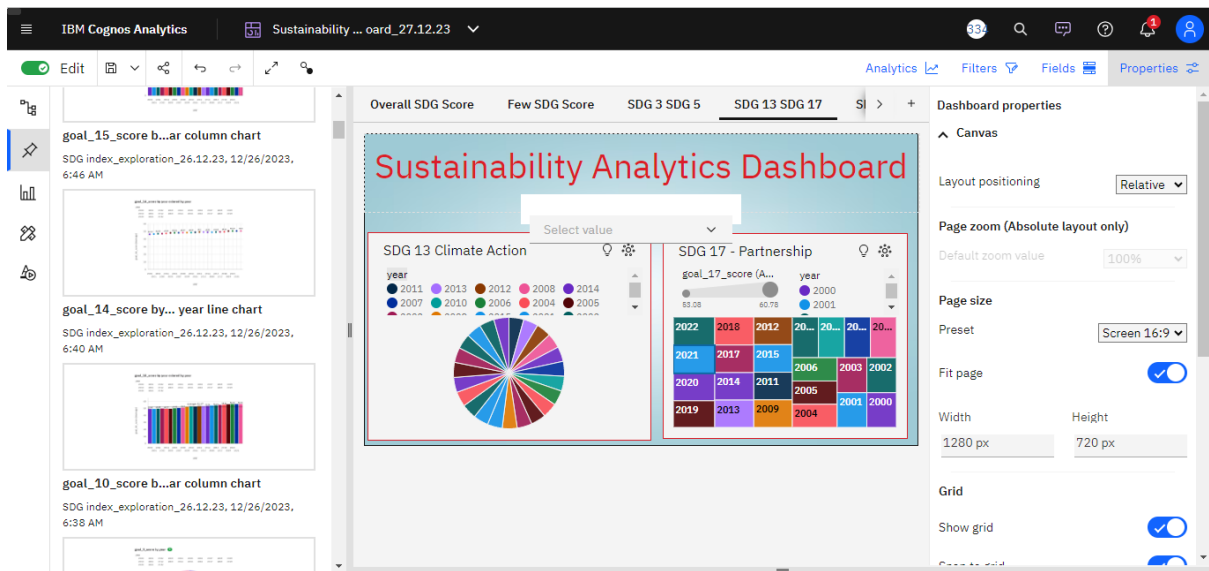 IBM Cognos Analytics
Sustainability ... oard_27.12.23
334
1
Edit
Analytics
Filters
Fields
Properties
goal_15_score b...ar column chart
SDG index_exploration_26.12.23, 12/26/2023,
6:46 AM
goal_14_score by... year line chart
SDG index_exploration_26.12.23, 12/26/2023,
6:40 AM
goal_10_score b...ar column chart
SDG index_exploration_26.12.23, 12/26/2023,
6:38 AM
Overall SDG Score
Few SDG Score
SDG 3 SDG 5
SDG 13 SDG 17
Sustainability Analytics Dashboard
Select value
SDG 13 Climate Action
year
2011 2013 2012 2008 2014
2007 2010 2006 2004 2005
SDG 17 - Partnership
goal_17_score (A...
53.08 60.78
year
2000
2001
2022 2018 2012 20... 20... 20... 20...
2021 2017 2015
2006 2003 2002
2020 2014 2011 2005
2019 2013 2009 2004 2001 2000
Dashboard properties
Canvas
Layout positioning
Relative
Page zoom (Absolute layout only)
Default zoom value
100%
Page size
Preset
Screen 16:9
Fit page
Width Height
1280 px 720 px
Grid
Show grid